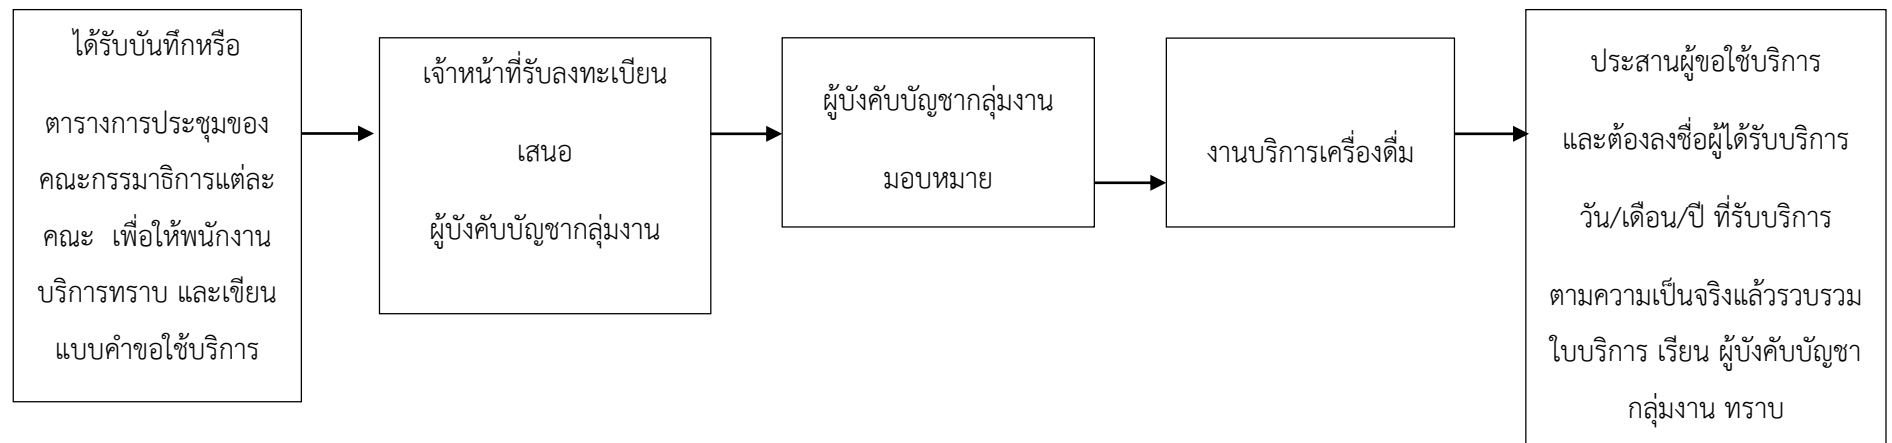 ได้รับบันทึกหรือ
ตารางการประชุมของ
คณะกรรมาธิการแต่ละ
คณะ เพื่อให้พนักงาน
บริการทราบ และเขียน
แบบคำขอใช้บริการ
เจ้าหน้าที่รับลงทะเบียน
เสนอ
ผู้บังคับบัญชากลุ่มงาน
ผู้บังคับบัญชากลุ่มงาน
มอบหมาย
งานบริการเครื่องดื่ม
ประสานผู้ขอใช้บริการ
และต้องลงชื่อผู้ได้รับบริการ
วัน/เดือน/ปี ที่รับบริการ
ตามความเป็นจริงแล้วรวบรวม
ใบบริการ เรียน ผู้บังคับบัญชา
กลุ่มงาน ทราบ